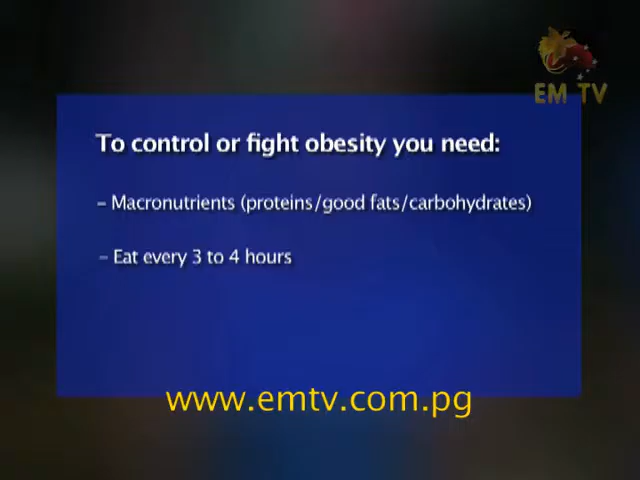 EM TV
To control or fight obesity you need:
– Macronutrients (proteins/good fats/carbohydrates)
– Eat every 3 to 4 hours
www.emtv.com.pg